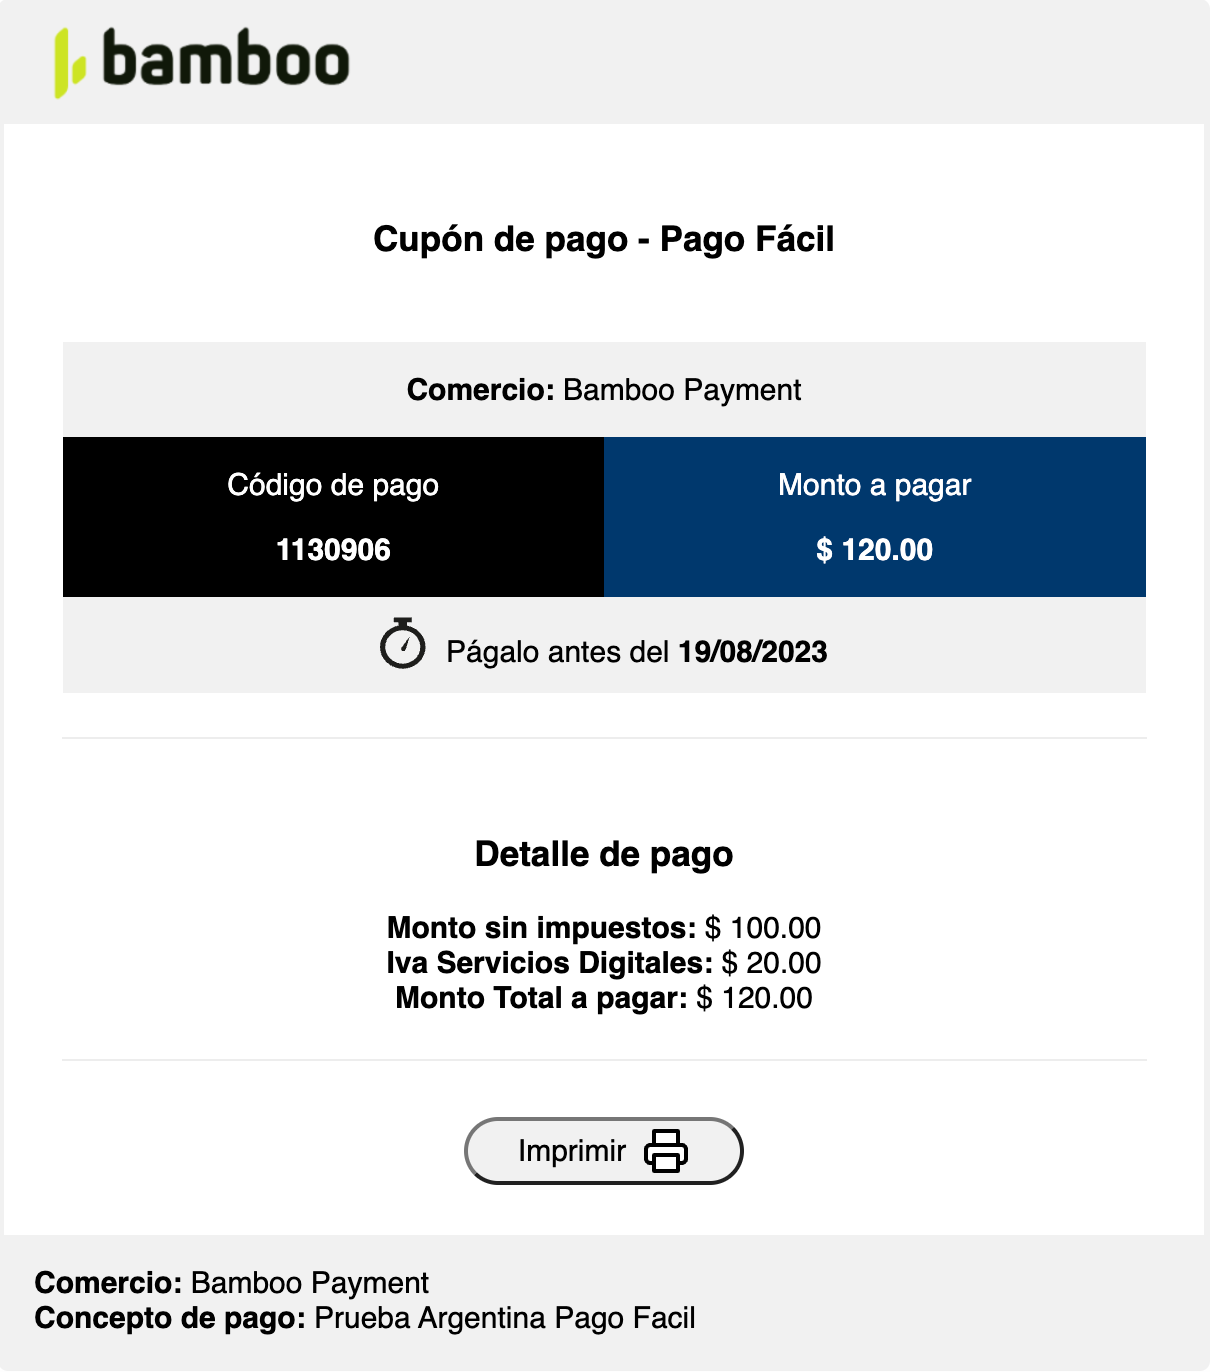 bamboo
Cupón de pago - Pago Fácil
Comercio: Bamboo Payment
Código de pago
1130906
Monto a pagar
$ 120.00
Págalo antes del 19/08/2023
Detalle de pago
Monto sin impuestos: $ 100.00
Iva Servicios Digitales: $ 20.00
Monto Total a pagar: $ 120.00
Imprimir
Comercio: Bamboo Payment
Concepto de pago: Prueba Argentina Pago Facil